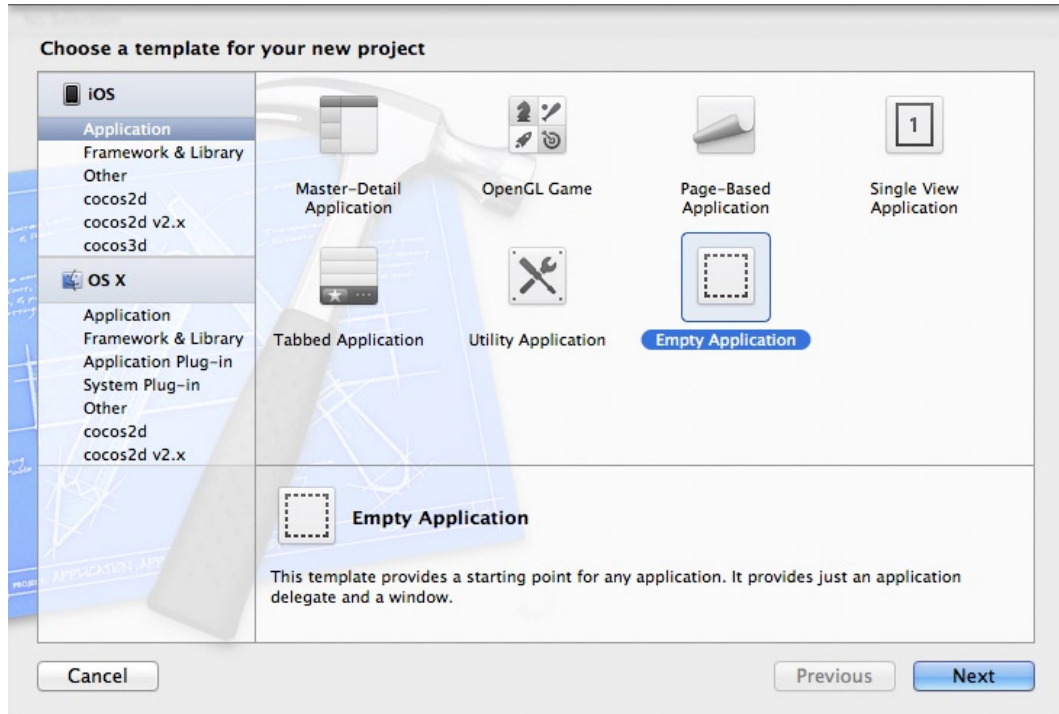 Choose a template for your new project
iOS
Application
Framework & Library
Other
cocos2d
cocos2d v2.x
cocos3d
OS X
Application
Framework & Library
Application Plug-in
System Plug-in
Other
cocos2d
cocos2d v2.x
Master-Detail
Application
OpenGL Game
Page-Based
Application
1
Single View
Application
Tabbed Application
Utility Application
Empty Application
Empty Application
This template provides a starting point for any application. It provides just an application
delegate and a window.
Cancel
Previous
Next